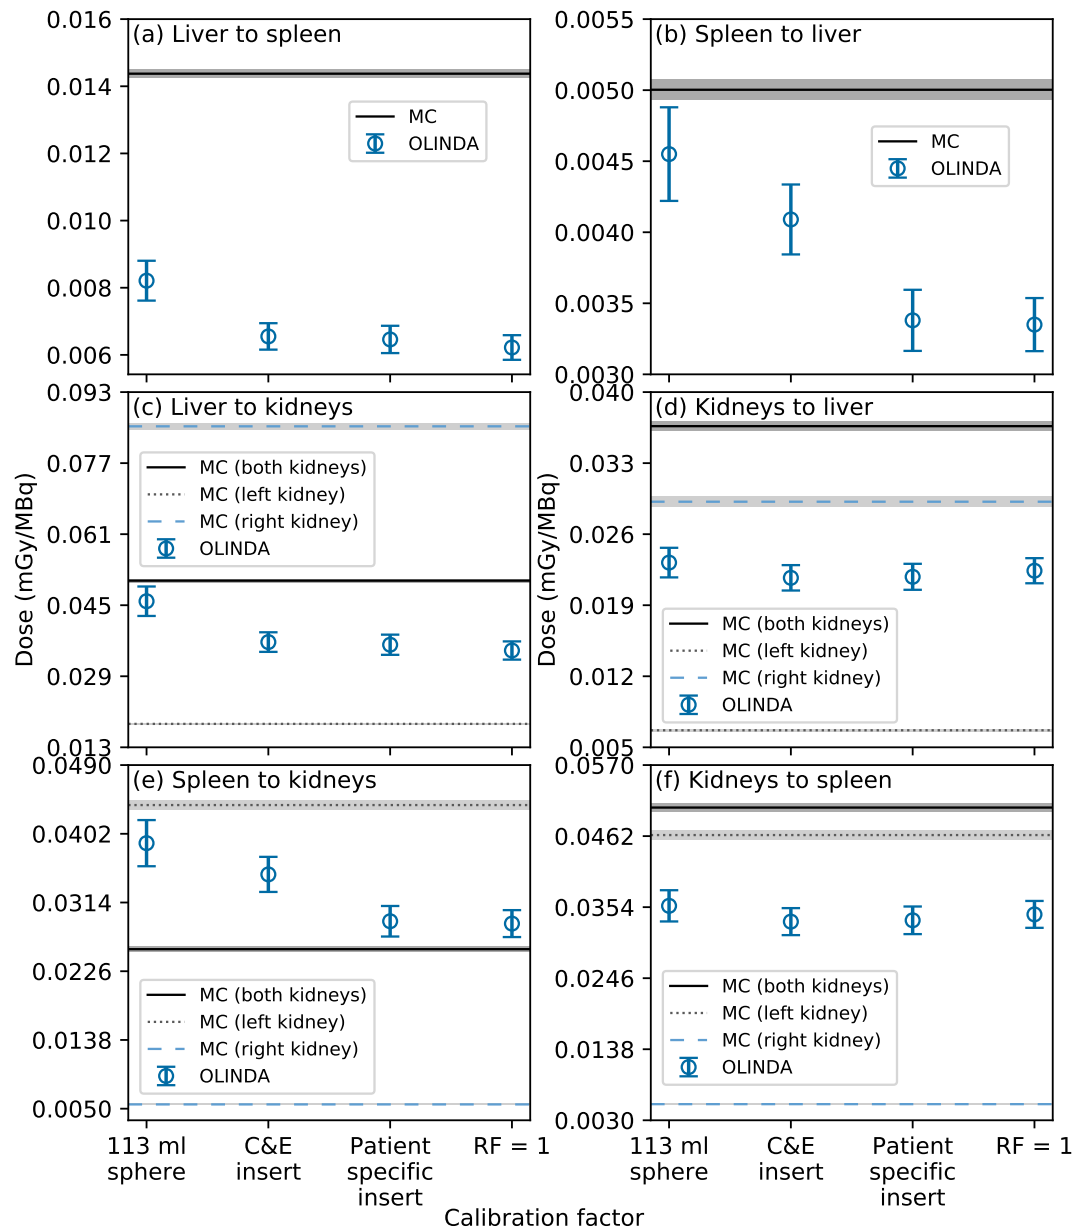 (a) Liver to spleen
0.016
0.014
0.012
0.010
0.008
0.006
MC
OLINDA
(b) Spleen to liver
0.0055
0.0050
0.0045
0.0040
0.0035
0.0030
MC
OLINDA
(c) Liver to kidneys
0.093
0.077
0.061
0.045
0.029
0.013
MC (both kidneys)
MC (left kidney)
MC (right kidney)
OLINDA
Dose (mGy/MBq)
(d) Kidneys to liver
0.040
0.033
0.026
0.019
0.012
0.005
MC (both kidneys)
MC (left kidney)
MC (right kidney)
OLINDA
Dose (mGy/MBq)
(e) Spleen to kidneys
0.0490
0.0402
0.0314
0.0226
0.0138
0.0050
MC (both kidneys)
MC (left kidney)
MC (right kidney)
OLINDA
113 ml
sphere
C&E
insert
Patient
specific
insert
RF = 1
(f) Kidneys to spleen
0.0570
0.0462
0.0354
0.0246
0.0138
0.0030
MC (both kidneys)
MC (left kidney)
MC (right kidney)
OLINDA
113 ml
sphere
C&E
insert
Patient
specific
insert
RF = 1
Calibration factor